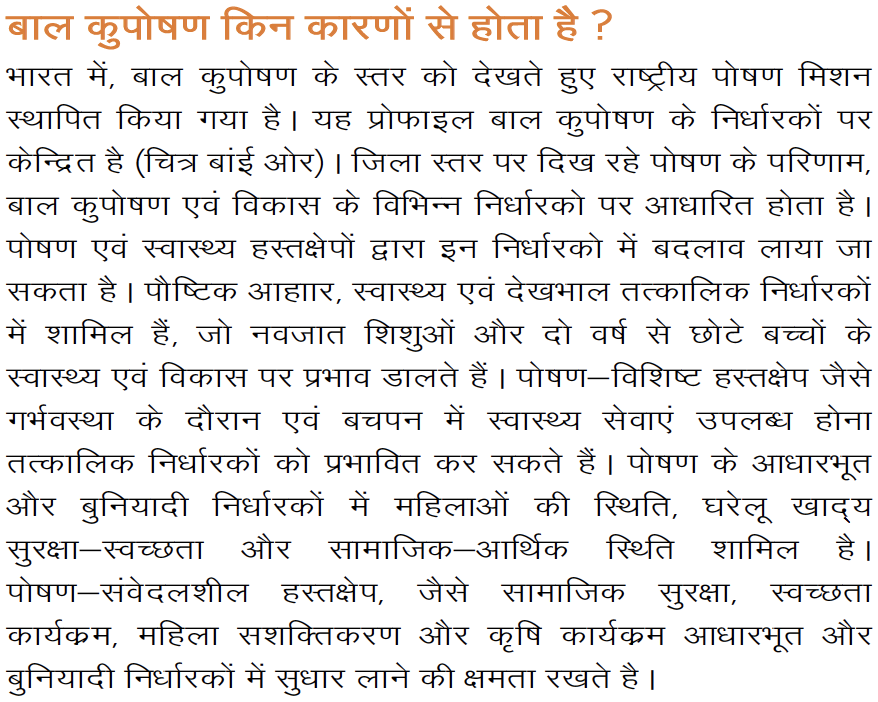 बाल कुपोषण किन कारणों से होता है ?
भारत में, बाल कुपोषण के स्तर को देखते हुए राष्ट्रीय पोषण मिशन
स्थापित किया गया है। यह प्रोफाइल बाल कुपोषण के निर्धारकों पर
केन्द्रित है (चित्र बांई ओर)। जिला स्तर पर दिख रहे पोषण के परिणाम,
बाल कुपोषण एवं विकास के विभिन्न निर्धारको पर आधारित होता है।
पोषण एवं स्वास्थ्य हस्तक्षेपों द्वारा इन निर्धारको में बदलाव लाया जा
सकता है। पौष्टिक आहाार, स्वास्थ्य एवं देखभाल तत्कालिक निर्धारकों
में शामिल हैं, जो नवजात शिशुओं और दो वर्ष से छोटे बच्चों के
स्वास्थ्य एवं विकास पर प्रभाव डालते हैं। पोषण–विशिष्ट हस्तक्षेप जैसे
गर्भवस्था के दौरान एवं बचपन में स्वास्थ्य सेवाएं उपलब्ध होना
तत्कालिक निर्धारकों को प्रभावित कर सकते हैं। पोषण के आधारभूत
और बुनियादी निर्धारकों में महिलाओं की स्थिति, घरेलू खाद्य
सुरक्षा–स्वच्छता और सामाजिक–आर्थिक स्थिति शामिल है।
पोषण–संवेदलशील हस्तक्षेप, जैसे सामाजिक सुरक्षा, स्वच्छता
कार्यक्रम, महिला सशक्तिकरण और कृषि कार्यक्रम आधारभूत और
बुनियादी निर्धारकों में सुधार लाने की क्षमता रखते है।